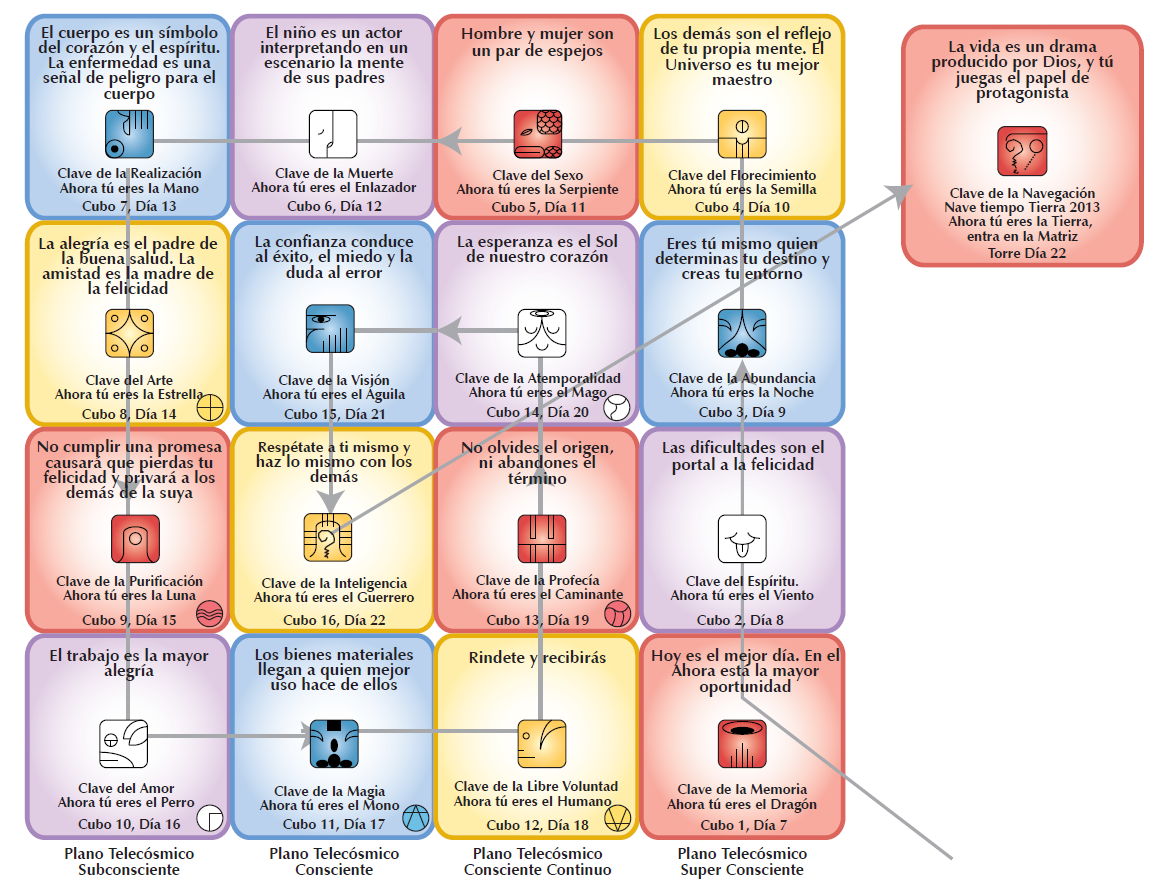 El cuerpo es un símbolo
del corazón y el espíritu.
La enfermedad es una
señal de peligro para el
cuerpo
Clave de la Realización
Ahora tú eres la Mano
Cubo 7, Día 13
El niño es un actor
interpretando en un
escenario la mente
de sus padres
Clave de la Muerte
Ahora tú eres el Enlazador
Cubo 6, Día 12
Hombre y mujer son
un par de espejos
Clave del Sexo
Ahora tú eres la Serpiente
Cubo 5, Día 11
Los demás son el reflejo
de tu propia mente. El
Universo es tu mejor
maestro
Clave del Florecimiento
Ahora tú eres la Semilla
Cubo 4, Día 10
La vida es un drama
producido por Dios, y tú
juegas el papel de
protagonista
Clave de la Navegación
Nave tiempo Tierra 2013
Ahora tú eres la Tierra,
entra en la Matriz
Torre Día 22
La alegría es el padre de
la buena salud. La
amistad es la madre de
la felicidad
Clave del Arte
Ahora tú eres la Estrella
Cubo 8, Día 14
La confianza conduce
al éxito, el miedo y la
duda al error
Clave de la Visjón
Ahora tú eres el Águila
Cubo 15, Día 21
La esperanza es el Sol
de nuestro corazón
Clave de la Atemporalidad
Ahora tú eres el Mago
Cubo 14, Día 20
Eres tú mismo quien
determinas tu destino y
creas tu entorno
Clave de la Abundancia
Ahora tú eres la Noche
Cubo 3, Día 9
No cumplir una promesa
causará que pierdas tu
felicidad y privará a los
demás de la suya
Clave de la Purificación
Ahora tú eres la Luna
Cubo 9, Día 15
Respétate a ti mismo y
haz lo mismo con los
demás
Clave de la Inteligencia
Ahora tú eres el Guerrero
Cubo 16, Día 22
No olvides el origen,
ni abandones el
término
Clave de la Profecía
Ahora tú eres el Caminante
Cubo 13, Día 19
Las dificultades son el
portal a la felicidad
Clave del Espíritu.
Ahora tú eres el Viento
Cubo 2, Día 8
El trabajo es la mayor
alegría
Clave del Amor
Ahora tú eres el Perro
Cubo 10, Día 16
Los bienes materiales
llegan a quien mejor
uso hace de ellos
Clave de la Magia
Ahora tú eres el Mono
Cubo 11, Día 17
Rindete y recibirás
Clave de la Libre Voluntad
Ahora tú eres el Humano
Cubo 12, Día 18
Hoy es el mejor día. En el
Ahora está la mayor
oportunidad
Clave de la Memoria
Ahora tú eres el Dragón
Cubo 1, Día 7
Plano Telecósmico
Subconsciente
Plano Telecósmico
Consciente
Plano Telecósmico
Consciente Continuo
Plano Telecósmico
Super Consciente